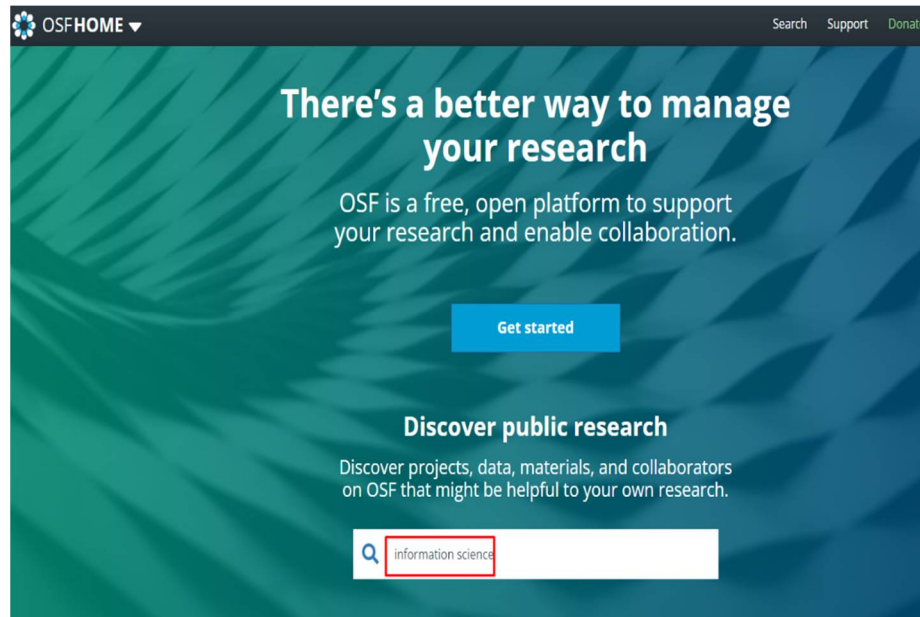 OSFHOME
Search Support Donate
There's a better way to manage
your research
OSF is a free, open platform to support
your research and enable collaboration.
Get started
Discover public research
Discover projects, data, materials, and collaborators
on OSF that might be helpful to your own research.
information science